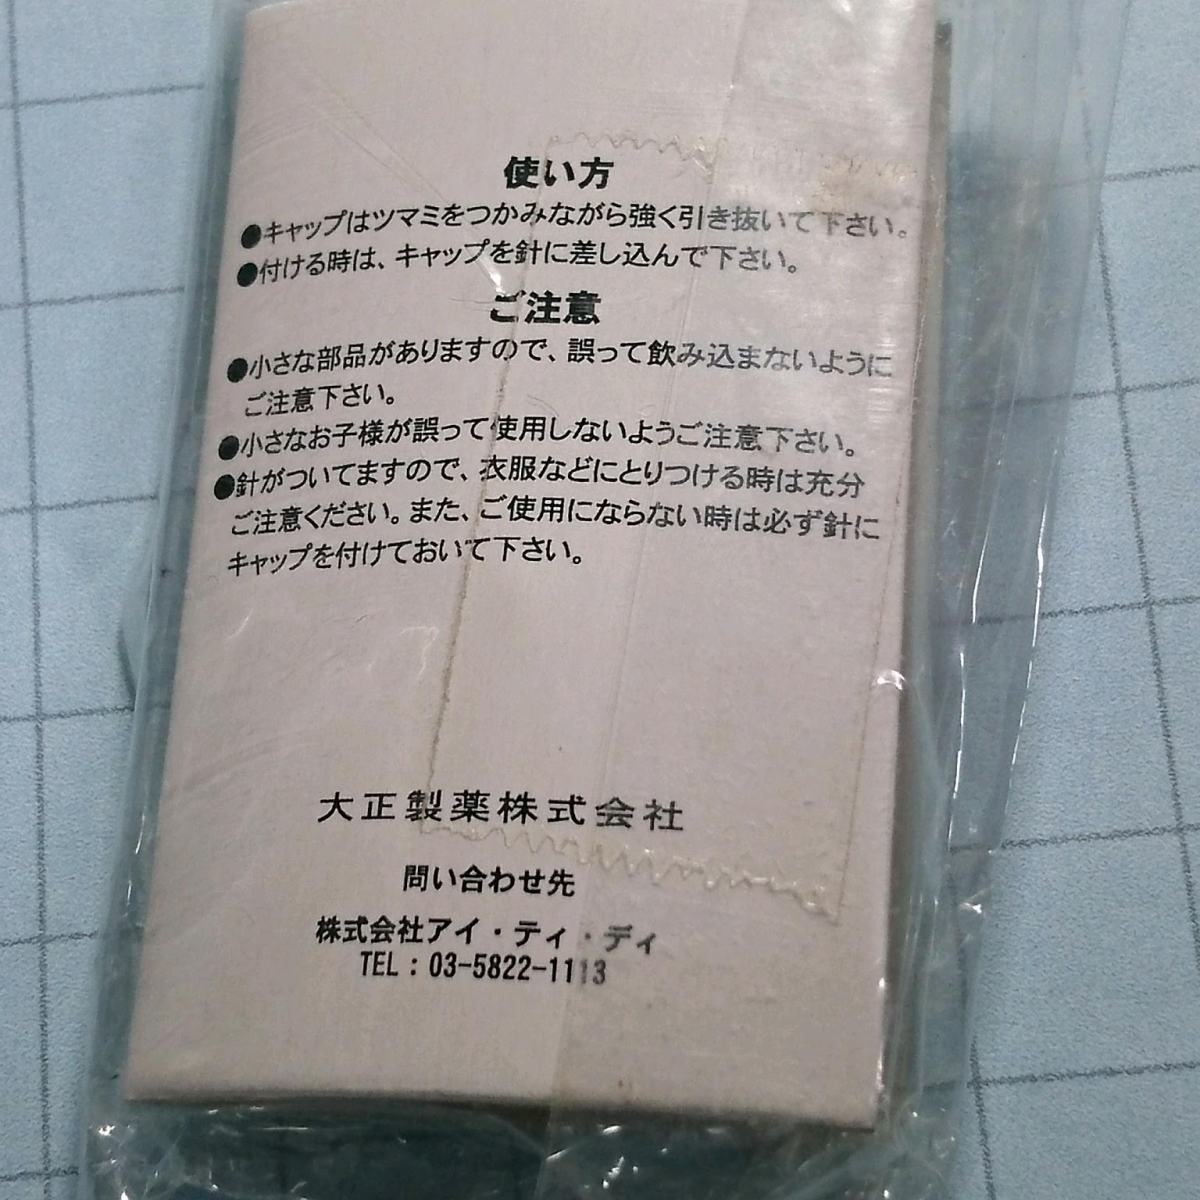 使い方
●キャップはツマミをつかみながら強く引き抜いて下さい。
●付ける時は、キャップを針に差し込んで下さい。
ご注意
●小さな部品がありますので、誤って飲み込まないように
ご注意下さい。
●小さなお子様が誤って使用しないようご注意下さい。
●針がついてますので、衣服などにとりつける時は充分
ご注意ください。また、ご使用にならない時は必ず針に
キャップを付けておいて下さい。
大正製薬株式会社
問い合わせ先
株式会社アイ・ティ・ディ
TEL：03-5822-1113